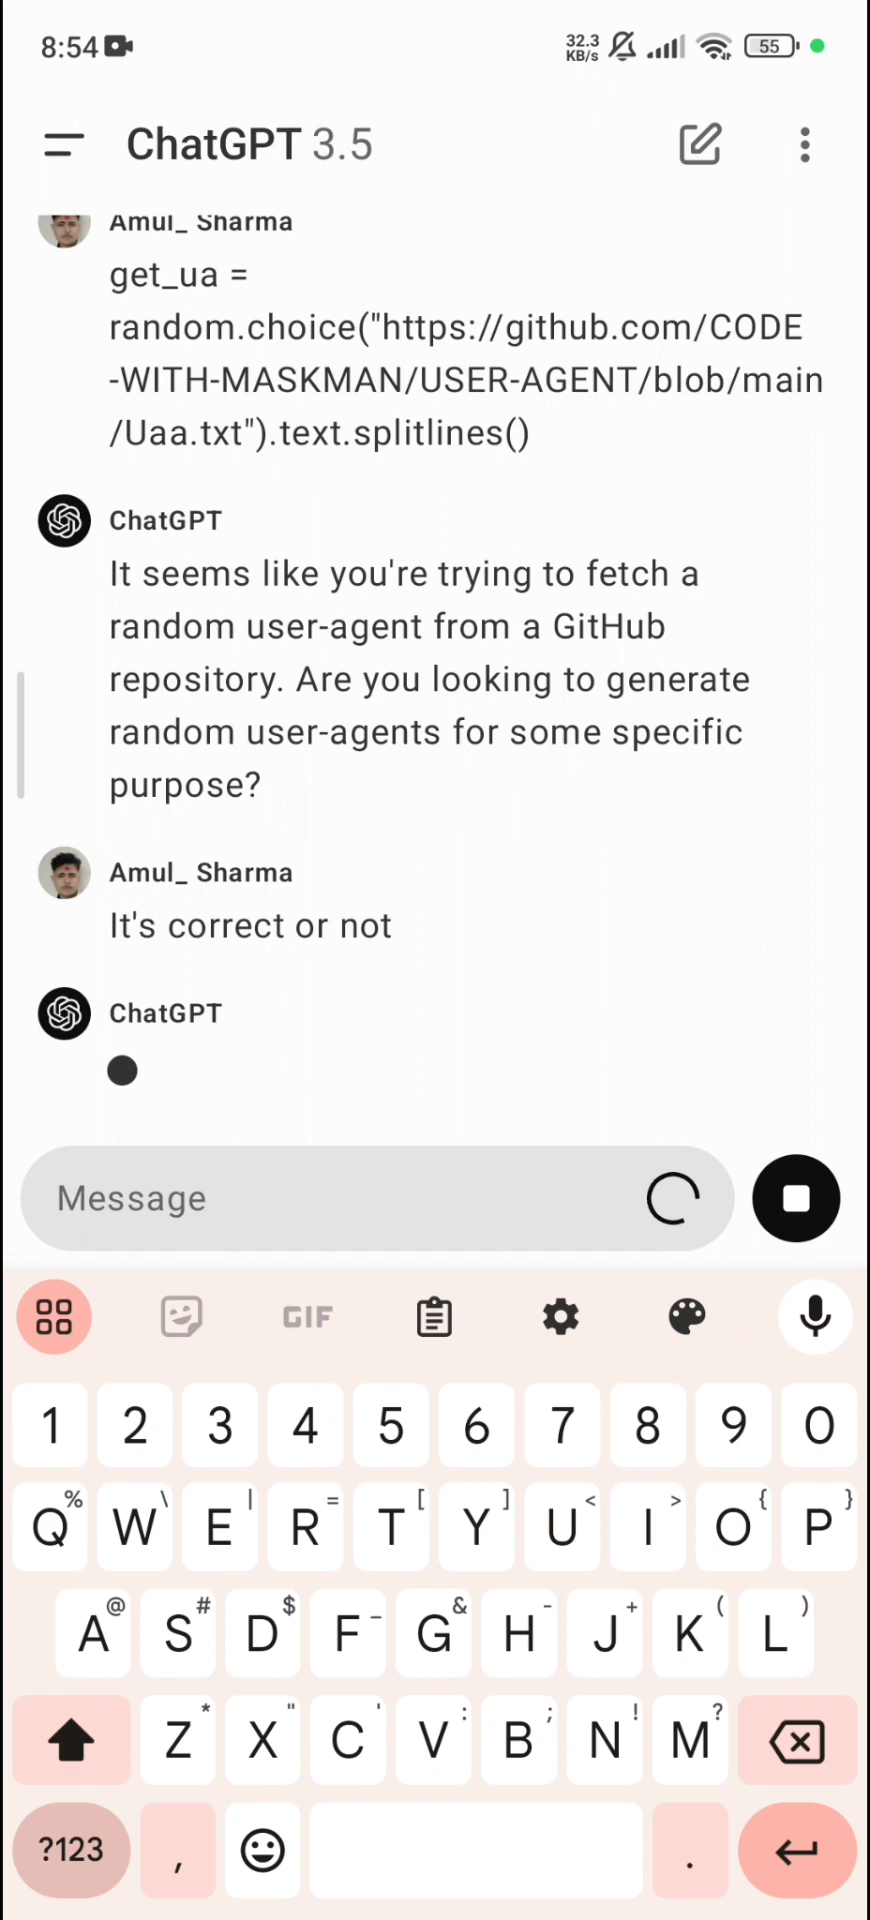 8:54
32.3
KB/s
55
ChatGPT 3.5
Amul_ Sharma
get_ua =
random.choice("https://github.com/CODE
-WITH-MASKMAN/USER-AGENT/blob/main
/Uaa.txt").text.splitlines()
ChatGPT
It seems like you're trying to fetch a
random user-agent from a GitHub
repository. Are you looking to generate
random user-agents for some specific
purpose?
Amul_ Sharma
It's correct or not
ChatGPT
Message
GIF
1 2 3 4 5 6 7 8 9 0
% \ | = [ ] < > { }
Q W E R T Y U I O P
@ # $ _ & - + ( )
A S D F G H J K L
* " ' : ; ! ?
Z X C V B N M
?123 , .